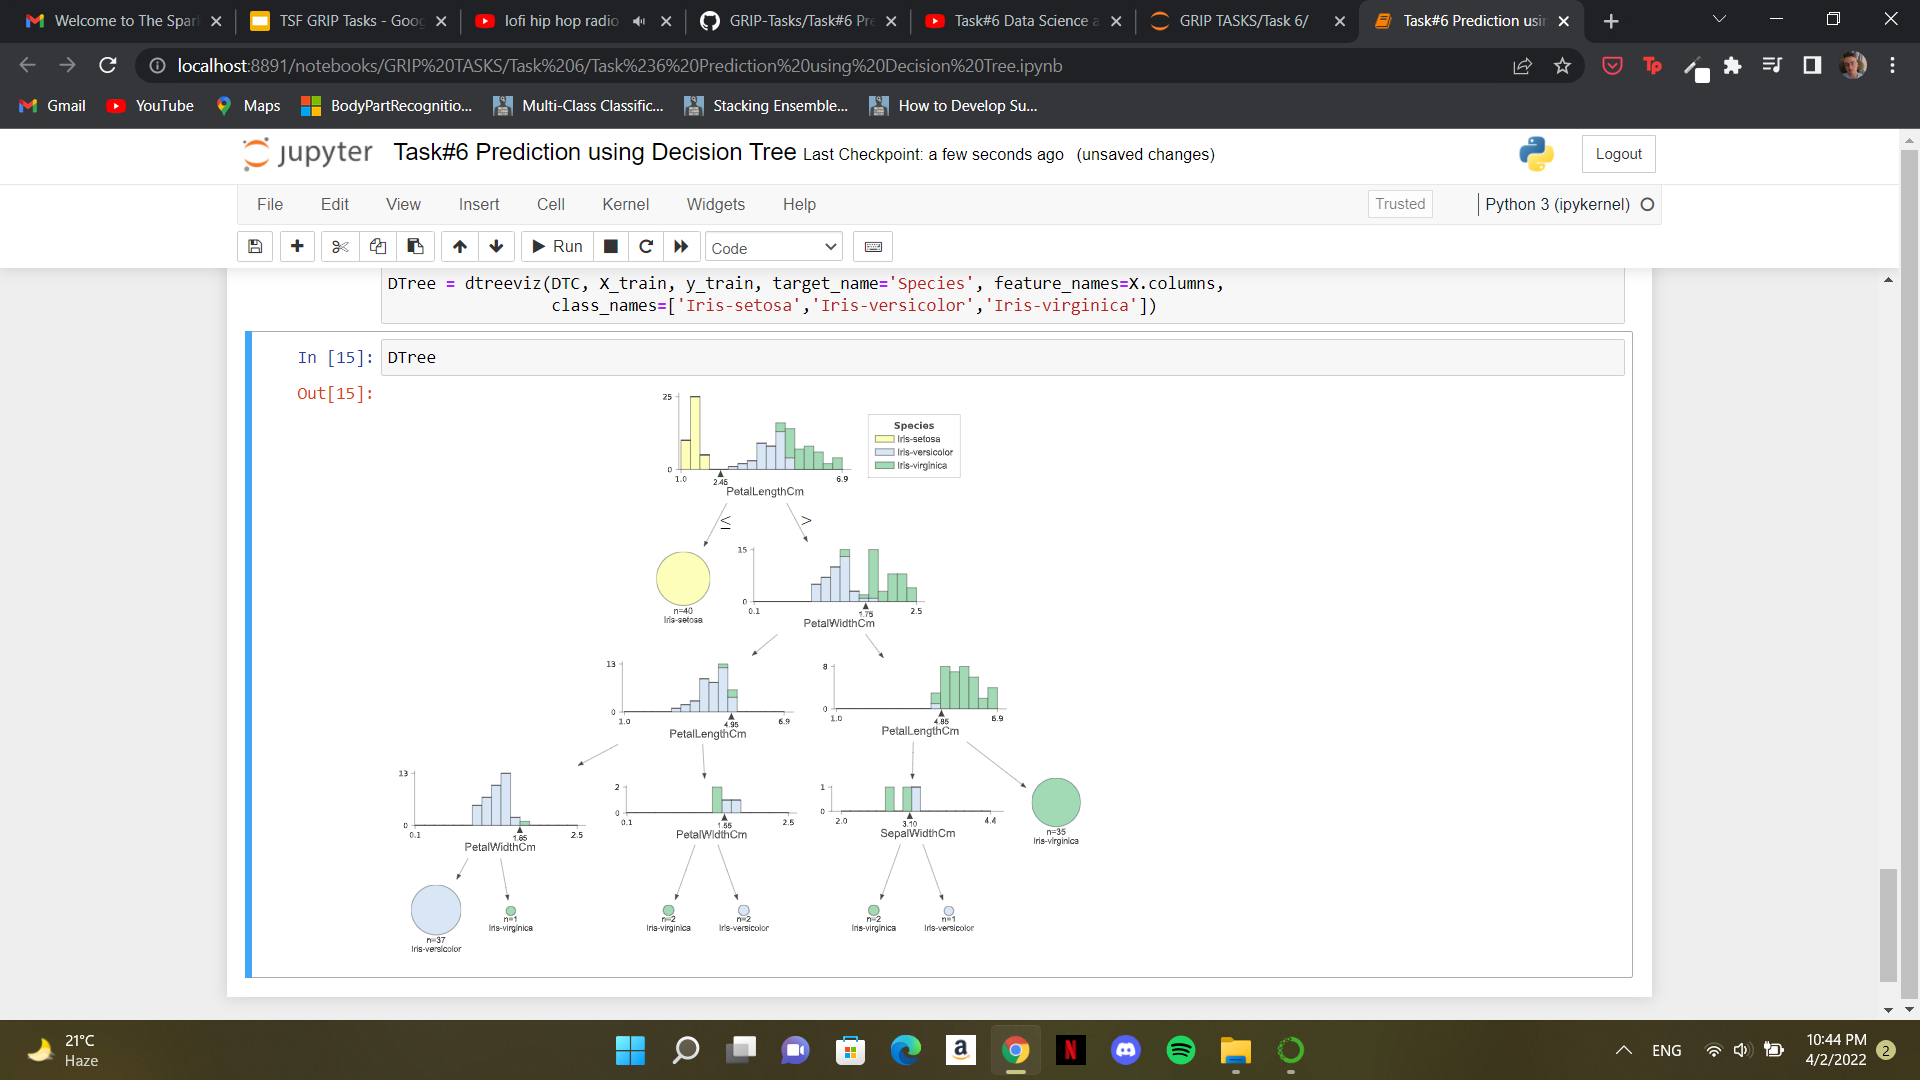 Welcome to The Spar
TSF GRIP Tasks - Goog
lofi hip hop radio
GRIP-Tasks/Task#6 Pre
Task#6 Data Science a
GRIP TASKS/Task 6/
Task#6 Prediction usin
localhost:8891/notebooks/GRIP%20TASKS/Task%206/Task%236%20Prediction%20using%20Decision%20Tree.ipynb
Gmail YouTube Maps BodyPartRecognitio... Multi-Class Classific... Stacking Ensemble... How to Develop Su...
jupyter Task#6 Prediction using Decision Tree Last Checkpoint: a few seconds ago (unsaved changes)
Logout
File Edit View Insert Cell Kernel Widgets Help
Trusted Python 3 (ipykernel)
Run Code
DTree = dtreeviz(DTC, X_train, y_train, target_name='Species', feature_names=X.columns,
class_names=['Iris-setosa','Iris-versicolor','Iris-virginica'])
In [15]: DTree
Out[15]:
25
0
1.0 2.45 6.9
PetalLengthCm
Species
Iris-setosa
Iris-versicolor
Iris-virginica
≤ >
n=40
Iris-setosa
15
0
0.1 1.75 2.5
PetalWidthCm
13
0
1.0 4.95 6.9
PetalLengthCm
8
0
1.0 4.85 6.9
PetalLengthCm
13
0
0.1 1.65 2.5
PetalWidthCm
2
0
0.1 1.55 2.5
PetalWidthCm
1
0
2.0 3.10 4.4
SepalWidthCm
n=35
Iris-virginica
n=37
Iris-versicolor
n=1
Iris-virginica
n=2
Iris-virginica
n=2
Iris-versicolor
n=2
Iris-virginica
n=1
Iris-versicolor
21°C
Haze
ENG
10:44 PM
4/2/2022
2